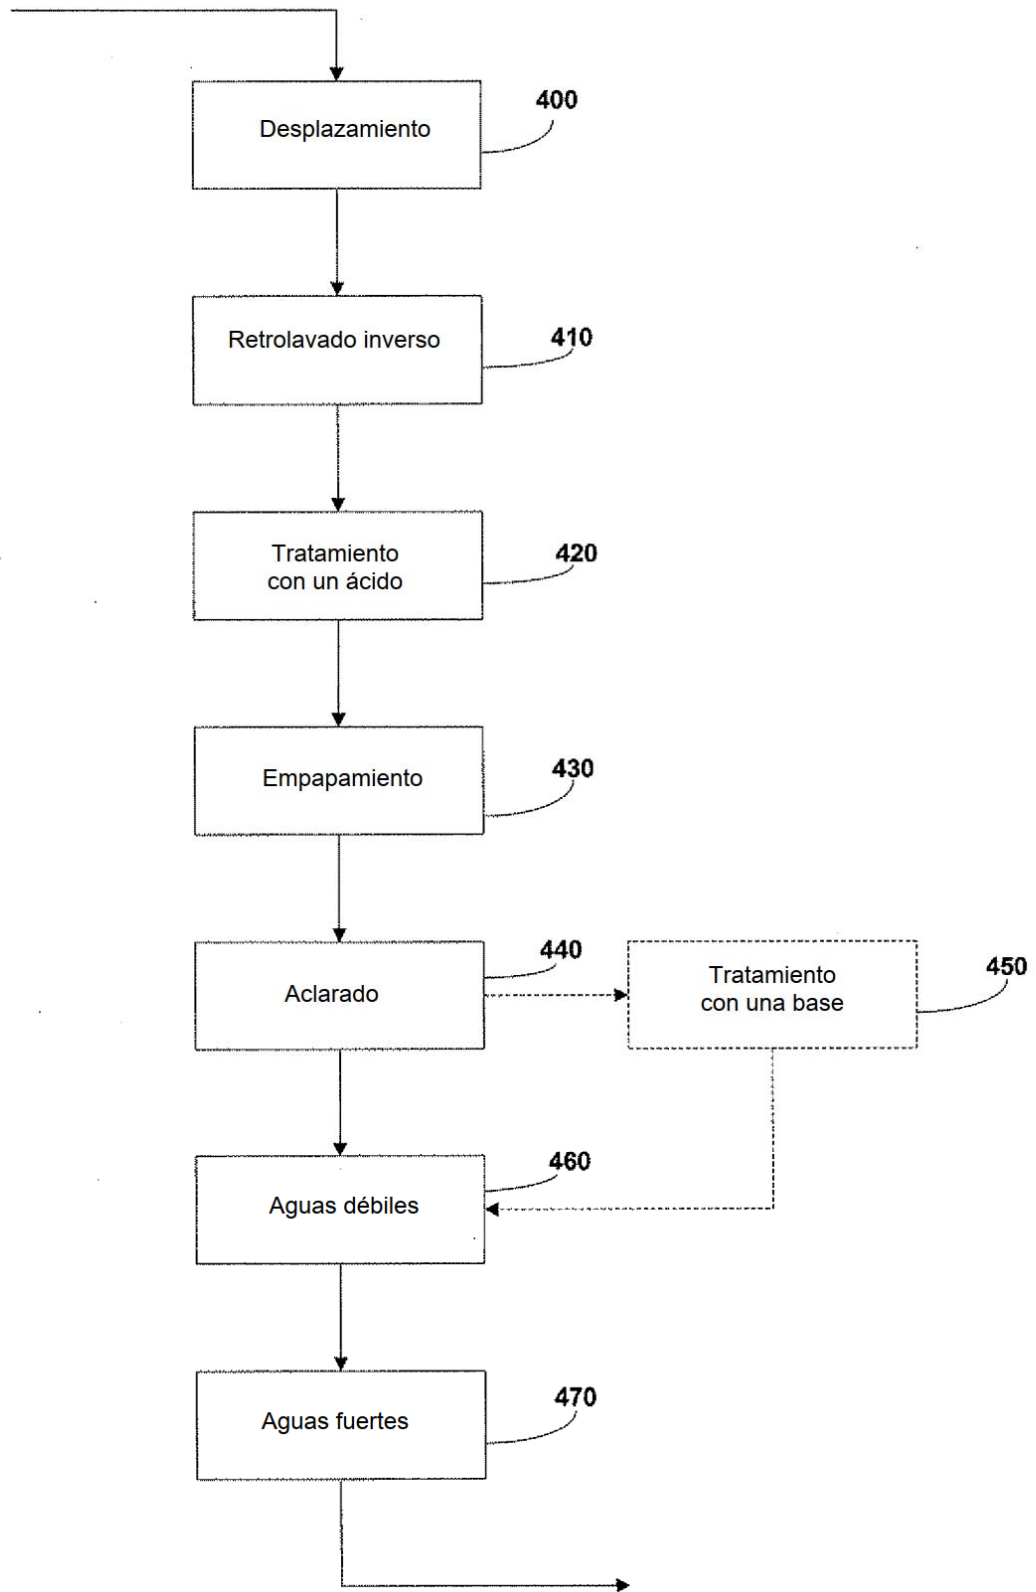 Desplazamiento
400
Retrolavado inverso
410
Tratamiento
con un ácido
420
Empapamiento
430
Aclarado
440
Tratamiento
con una base
450
Aguas débiles
460
Aguas fuertes
470